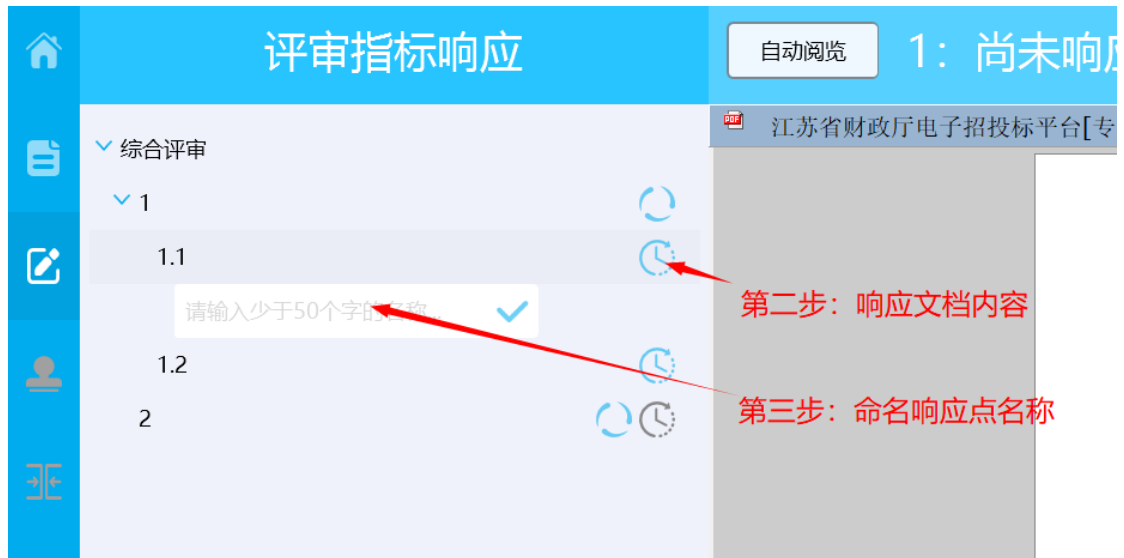 评审指标响应
自动阅览
1：尚未响应
江苏省财政厅电子招投标平台[专
综合评审
1
1.1
第二步：响应文档内容
请输入少于50个字的名称...
1.2
第三步：命名响应点名称
2